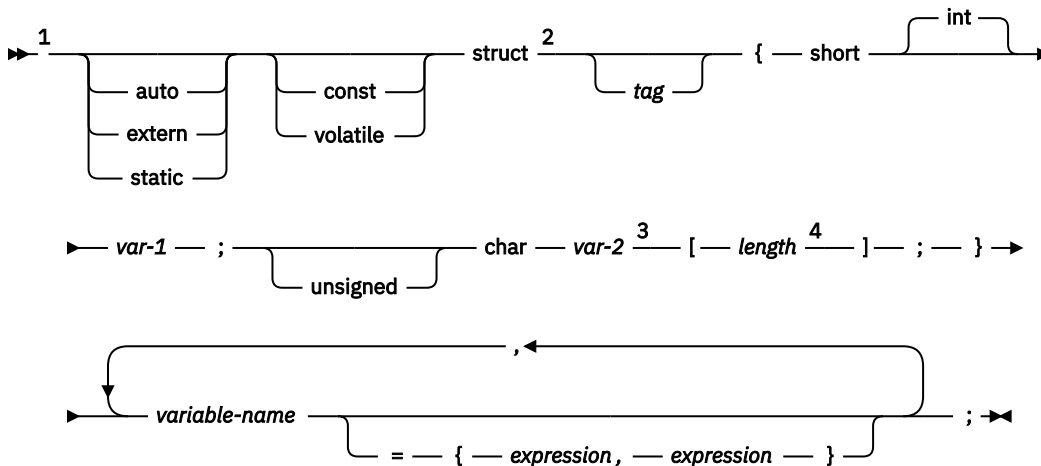 int
1 struct 2 { short
auto const tag
extern volatile
static
var-1 ; char var-2 3 [ length 4 ] ; }
unsigned
,
variable-name ;
= { expression , expression }